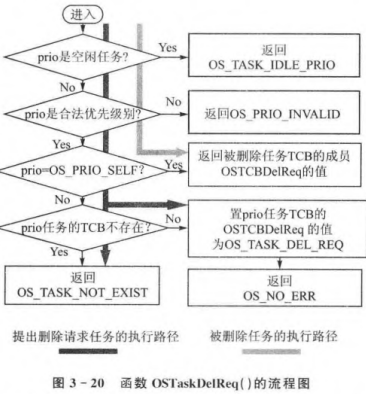 进入
prio是空闲任务?
Yes
返回
OS_TASK_IDLE_PRIO
No
prio是合法优先级别?
No
返回OS_PRIO_INVALID
Yes
prio=OS_PRIO_SELF?
Yes
返回被删除任务TCB的成员
OSTCBDelReq的值
No
prio任务的TCB不存在?
No
置prio任务TCB的
OSTCBDelReq 的值
为OS_TASK_DEL_REQ
Yes
返回
OS_TASK_NOT_EXIST
返回
OS_NO_ERR
提出删除请求任务的执行路径
被删除任务的执行路径
图 3-20 函数 OSTaskDelReq()的流程图